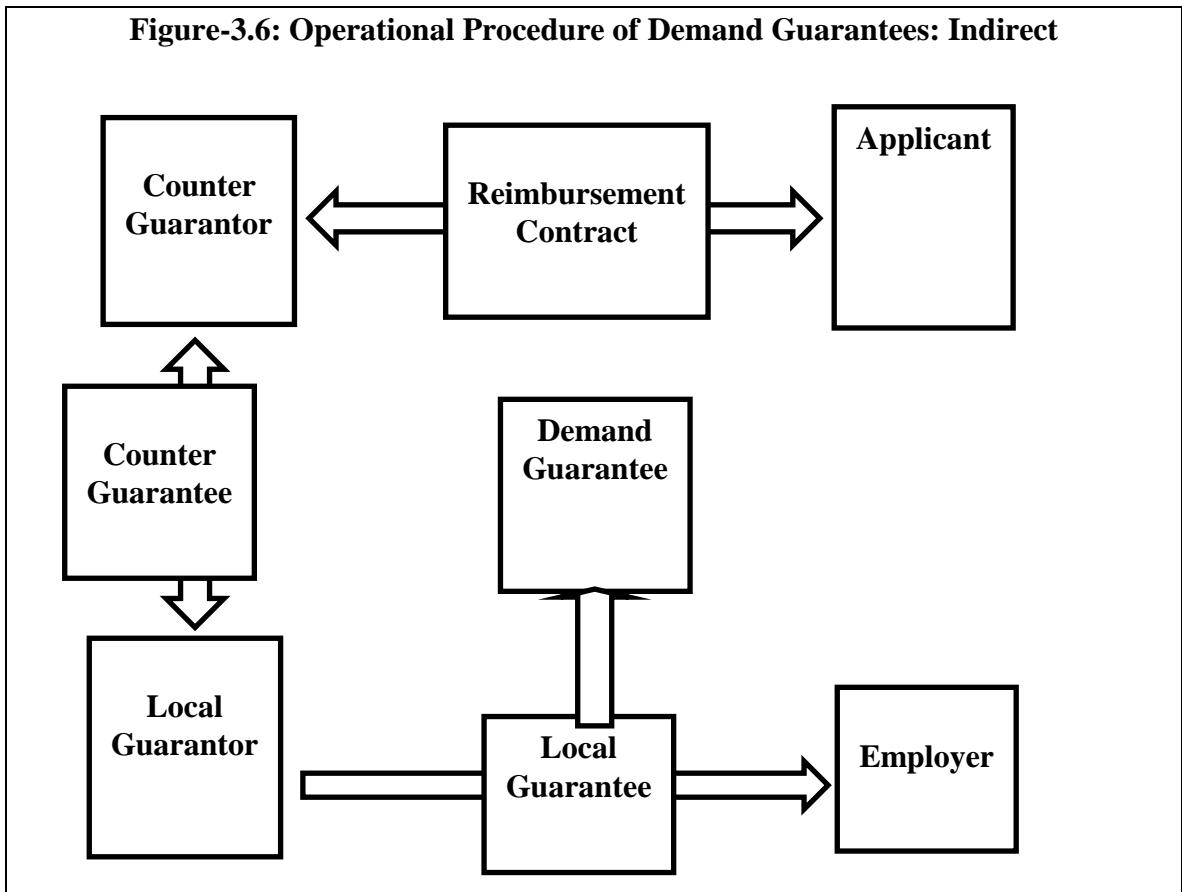 Figure-3.6: Operational Procedure of Demand Guarantees: Indirect
Counter
Guarantor
Reimbursement
Contract
Applicant
Counter
Guarantee
Demand
Guarantee
Local
Guarantor
Local
Guarantee
Employer